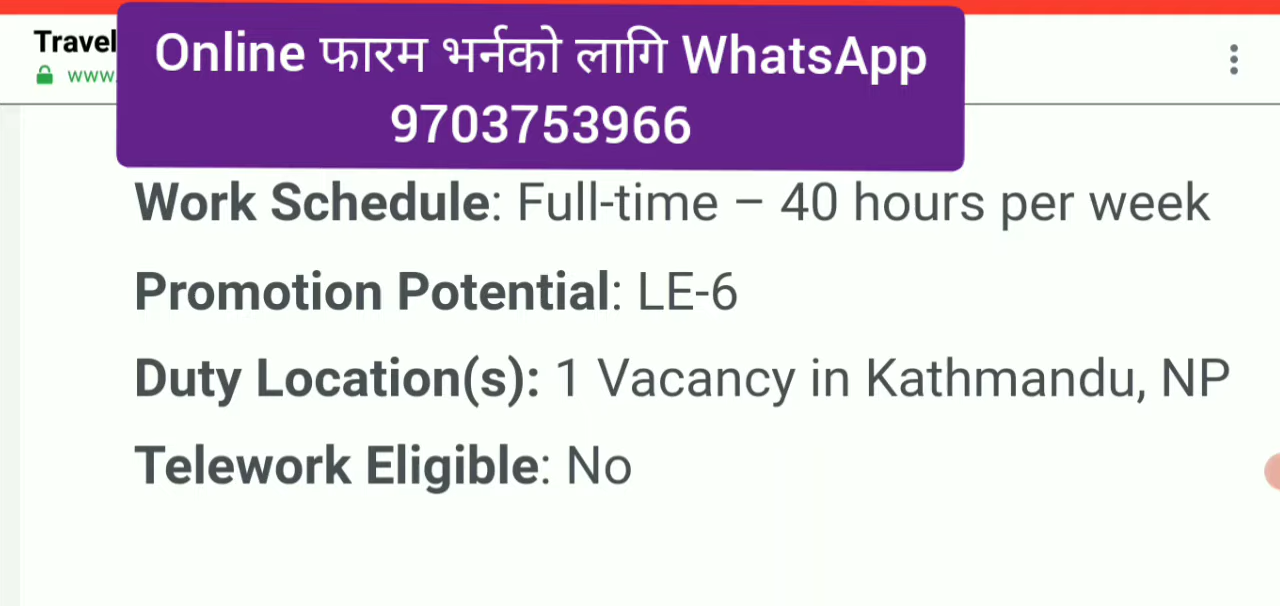 Travel
www.
Online फारम भर्नको लागि WhatsApp
9703753966
Work Schedule: Full-time – 40 hours per week
Promotion Potential: LE-6
Duty Location(s): 1 Vacancy in Kathmandu, NP
Telework Eligible: No